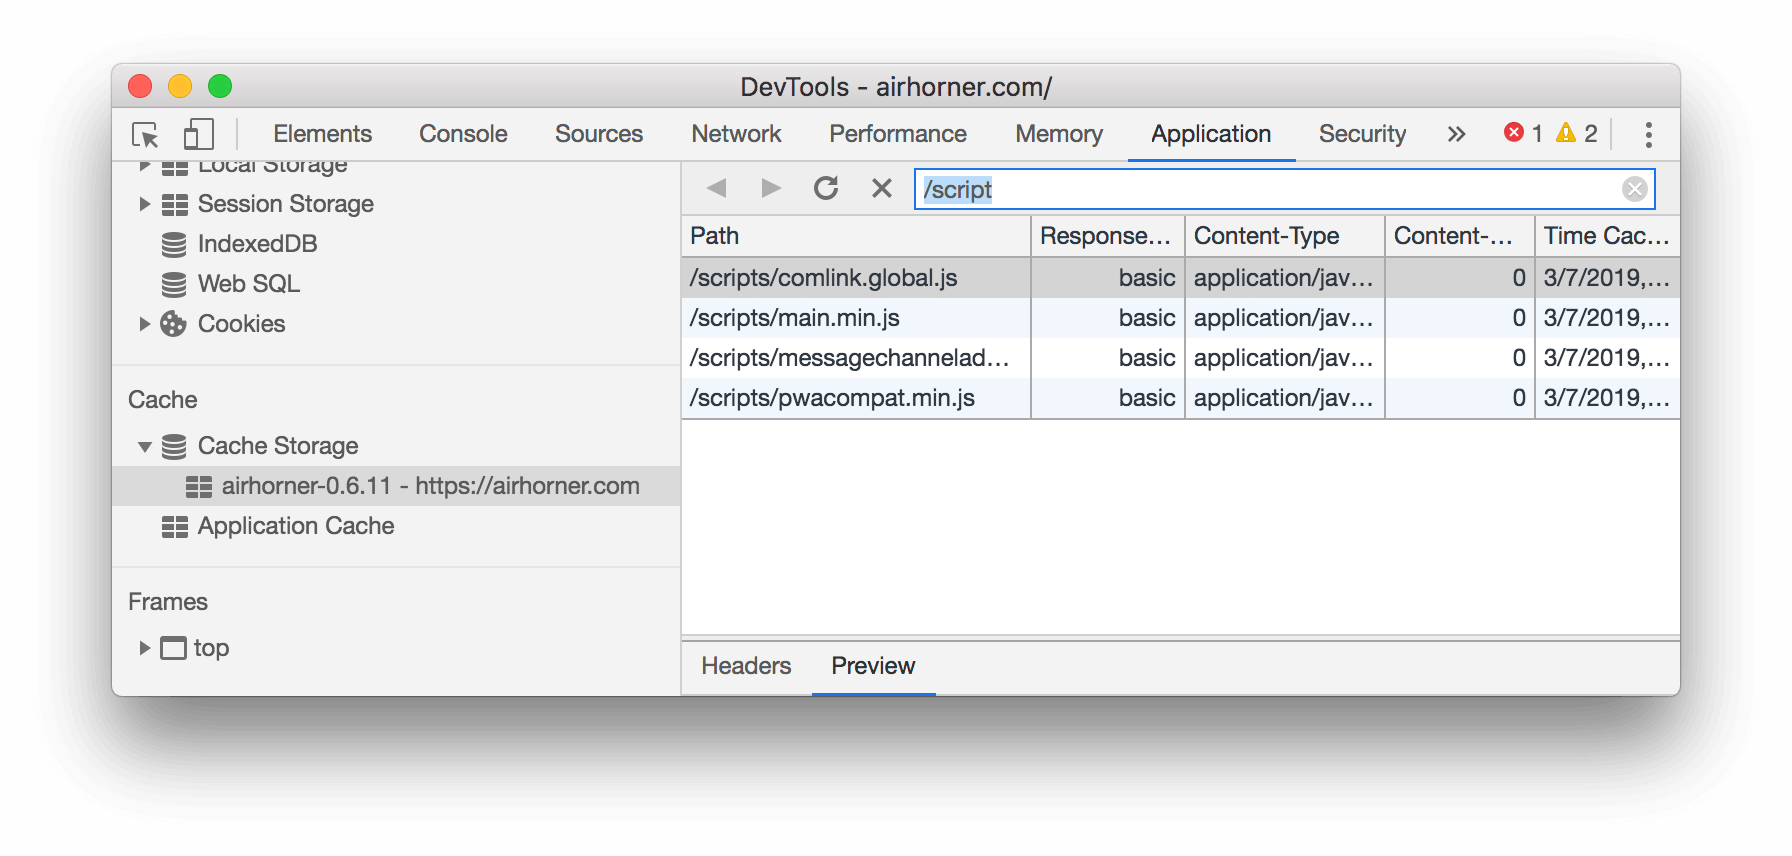 DevTools - airhorner.com/
Elements Console Sources Network Performance Memory Application Security » 1 2
Local Storage
Session Storage
IndexedDB
Web SQL
Cookies
Cache
Cache Storage
airhorner-0.6.11 - https://airhorner.com
Application Cache
Frames
top
/script
Path Response... Content-Type Content-... Time Cac...
/scripts/comlink.global.js basic application/jav... 0 3/7/2019,...
/scripts/main.min.js basic application/jav... 0 3/7/2019,...
/scripts/messagechannelad... basic application/jav... 0 3/7/2019,...
/scripts/pwacompat.min.js basic application/jav... 0 3/7/2019,...
Headers Preview